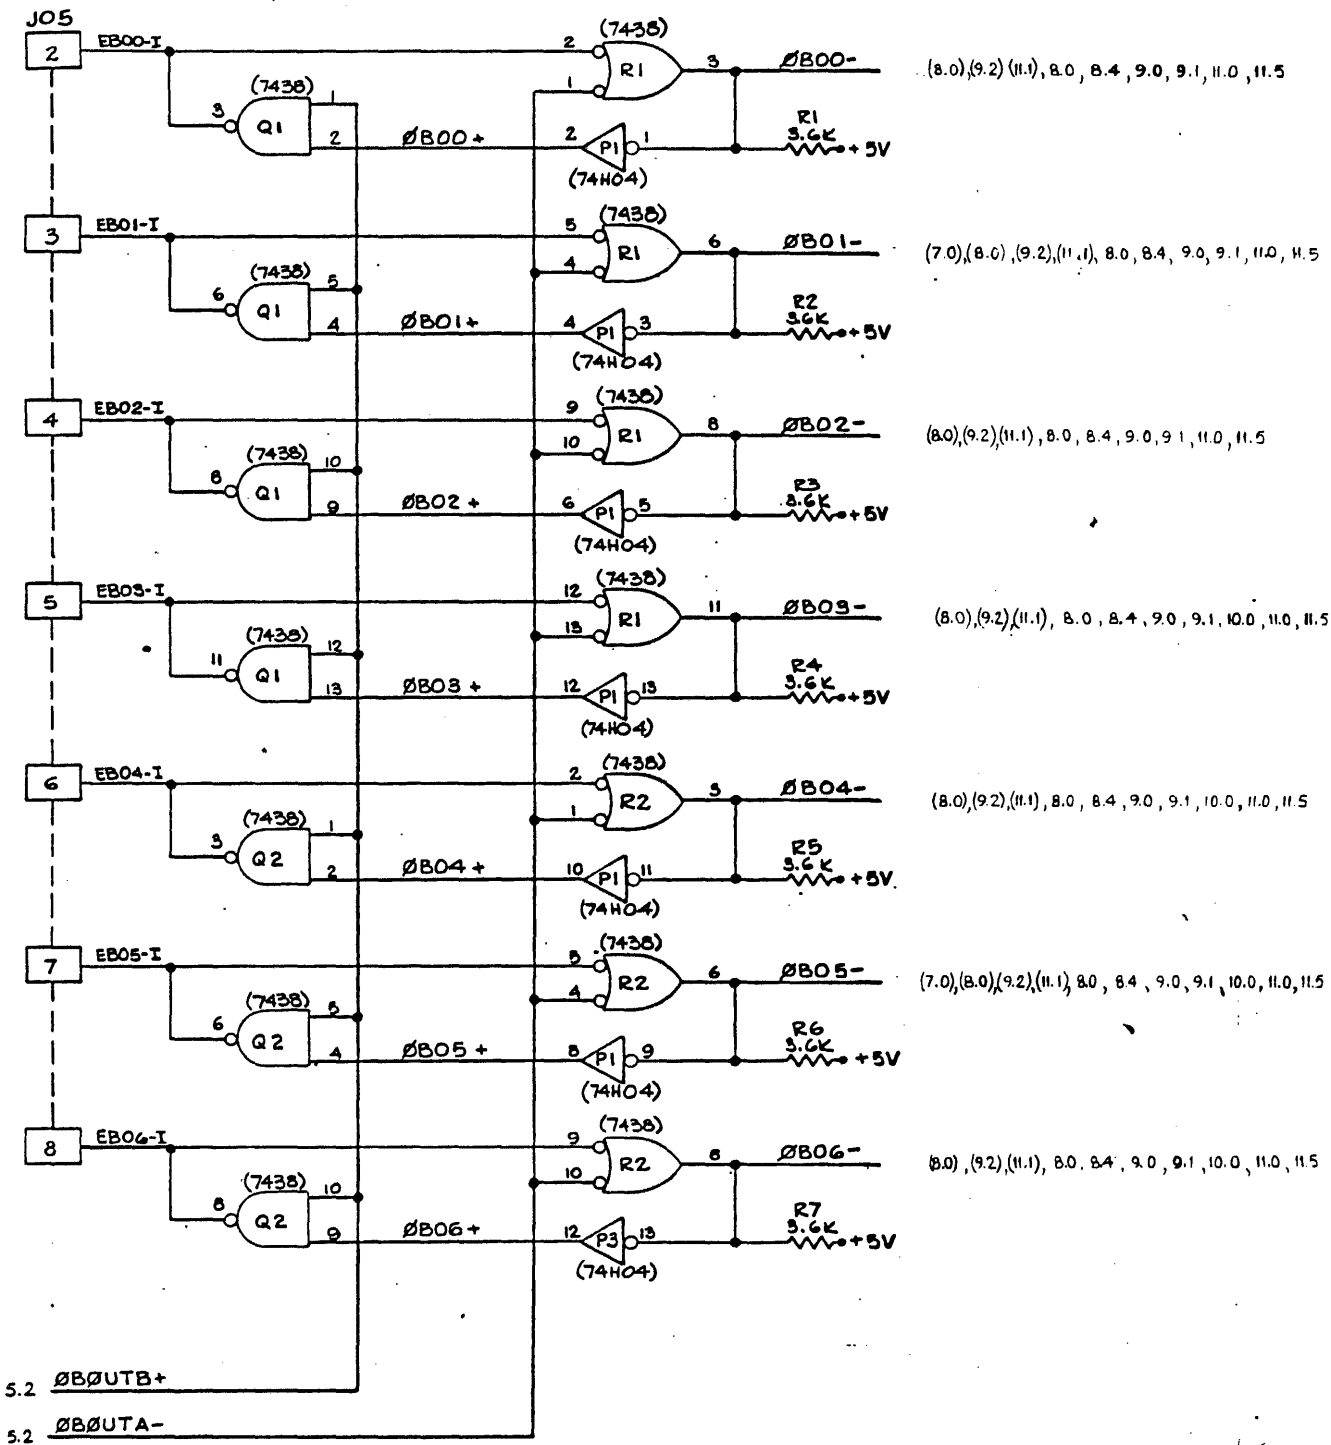 J05
2 EB00-I 2 (7438) R1 3 ØB00- (8.0),(9.2) (11.1), 8.0, 8.4, 9.0, 9.1, 11.0, 11.5
1
(7438) 1
3 Q1 2 ØB00+ 2 P1 1 R1 3.6K +5V
(74H04)
3 EB01-I 5 (7438) R1 6 ØB01- (7.0),(8.0),(9.2),(11.1), 8.0, 8.4, 9.0, 9.1, 11.0, 11.5
4
(7438) 5
6 Q1 4 ØB01+ 4 P1 3 R2 3.6K +5V
(74H04)
4 EB02-I 9 (7438) R1 8 ØB02- (8.0),(9.2),(11.1), 8.0, 8.4, 9.0, 9.1, 11.0, 11.5
10
(7438) 10
8 Q1 9 ØB02+ 6 P1 5 R3 3.6K +5V
(74H04)
5 EB03-I 12 (7438) R1 11 ØB03- (8.0),(9.2),(11.1), 8.0, 8.4, 9.0, 9.1, 10.0, 11.0, 11.5
13
(7438) 12
11 Q1 13 ØB03+ 12 P1 13 R4 3.6K +5V
(74H04)
6 EB04-I 2 (7438) R2 3 ØB04- (8.0),(9.2),(11.1), 8.0, 8.4, 9.0, 9.1, 10.0, 11.0, 11.5
1
(7438) 1
3 Q2 2 ØB04+ 10 P1 11 R5 3.6K +5V
(74H04)
7 EB05-I 5 (7438) R2 6 ØB05- (7.0),(8.0),(9.2),(11.1), 8.0, 8.4, 9.0, 9.1, 10.0, 11.0, 11.5
4
(7438) 5
6 Q2 4 ØB05+ 8 P1 9 R6 3.6K +5V
(74H04)
8 EB06-I 9 (7438) R2 8 ØB06- (8.0),(9.2),(11.1), 8.0, 8.4, 9.0, 9.1, 10.0, 11.0, 11.5
10
(7438) 10
8 Q2 9 ØB06+ 12 P3 13 R7 3.6K +5V
(74H04)
5.2 ØBØUTB+
5.2 ØBØUTA-